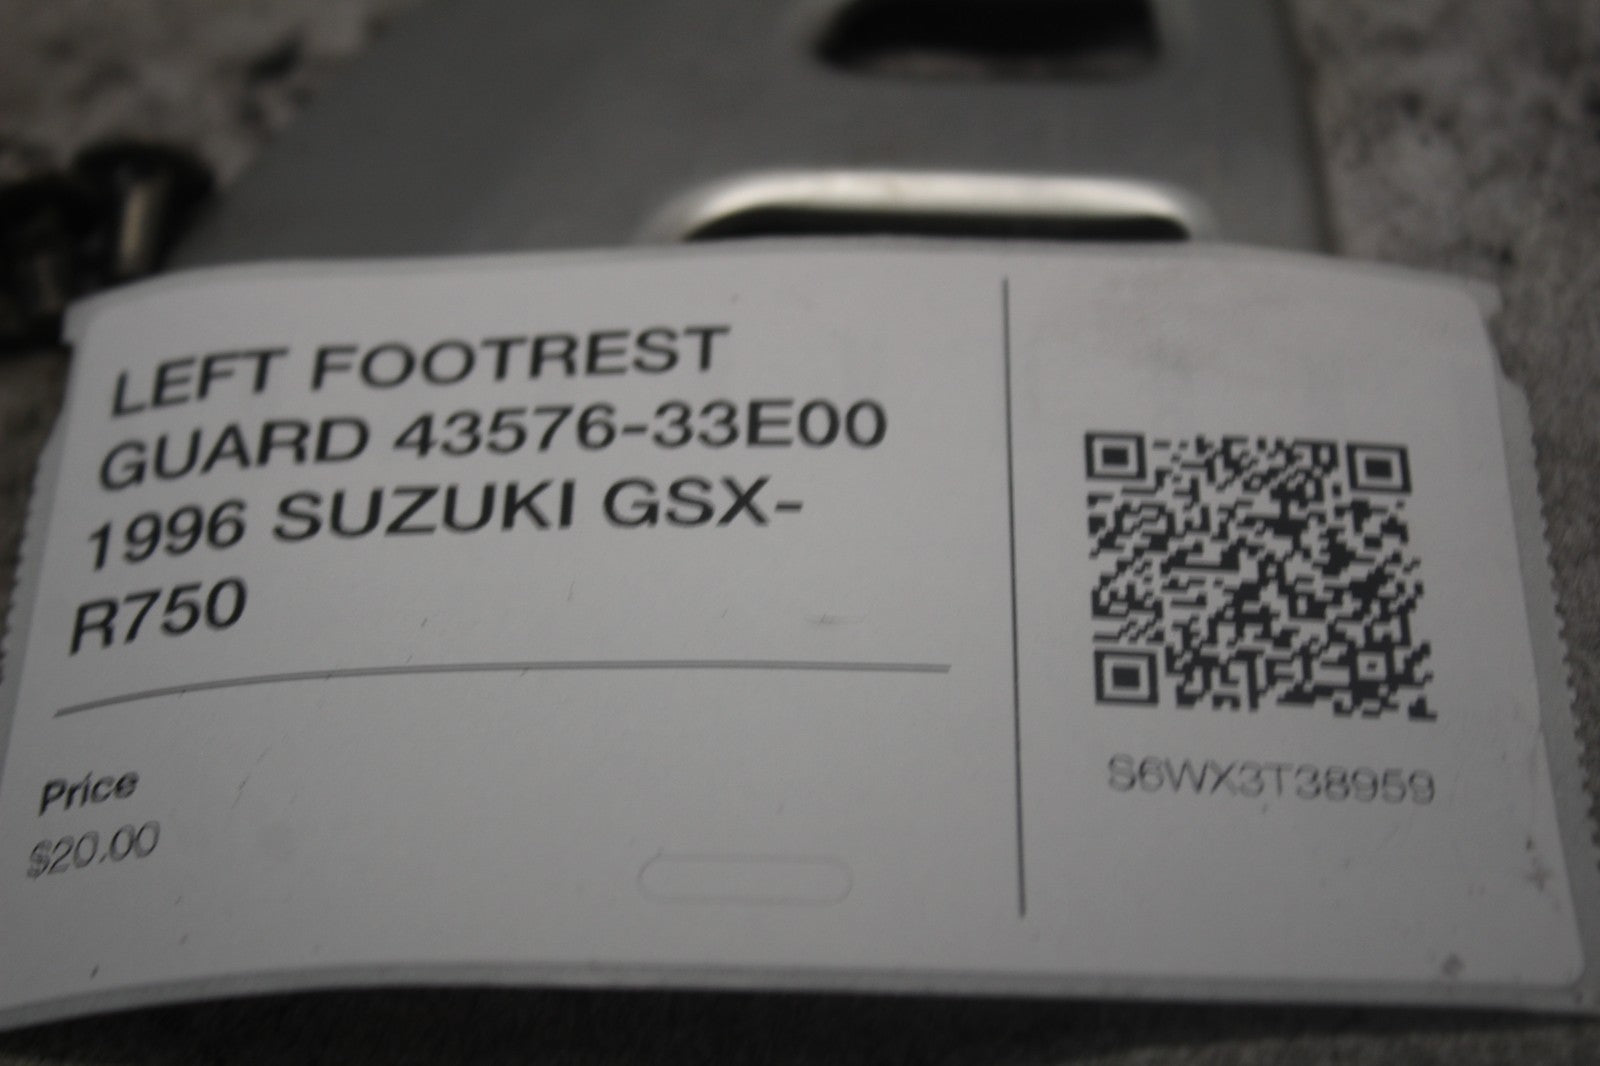 LEFT FOOTREST
GUARD 43576-33E00
1996 SUZUKI GSX-
R750
Price
$20.00
S6WX3T38959